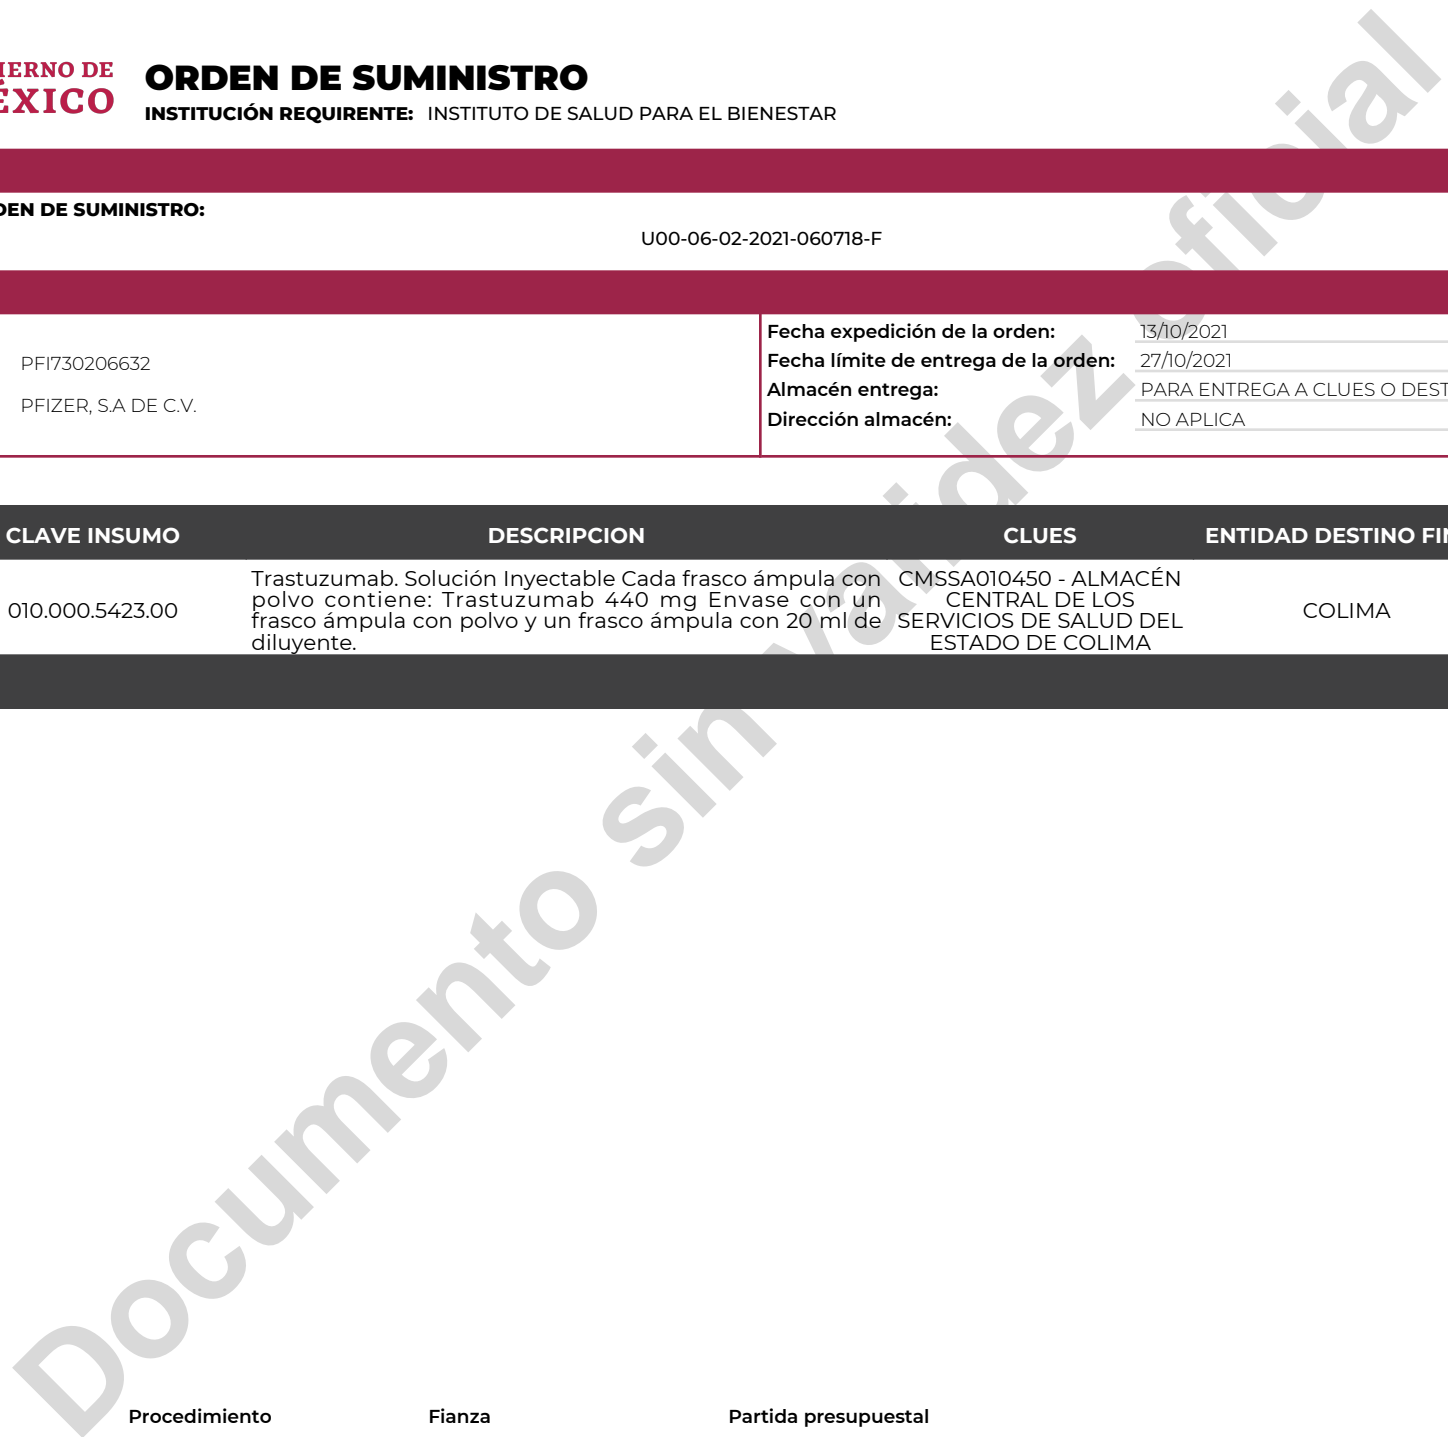 IERNO DE
ÉXICO
ORDEN DE SUMINISTRO
INSTITUCIÓN REQUIRENTE: INSTITUTO DE SALUD PARA EL BIENESTAR
DEN DE SUMINISTRO:
U00-06-02-2021-060718-F
PFI730206632
PFIZER, S.A DE C.V.
Fecha expedición de la orden: 13/10/2021
Fecha límite de entrega de la orden: 27/10/2021
Almacén entrega: PARA ENTREGA A CLUES O DEST
Dirección almacén: NO APLICA
CLAVE INSUMO DESCRIPCION CLUES ENTIDAD DESTINO FIN
010.000.5423.00
Trastuzumab. Solución Inyectable Cada frasco ámpula con
polvo contiene: Trastuzumab 440 mg Envase con un
frasco ámpula con polvo y un frasco ámpula con 20 ml de
diluyente.
CMSSA010450 - ALMACÉN
CENTRAL DE LOS
SERVICIOS DE SALUD DEL
ESTADO DE COLIMA
COLIMA
Documento sin validez oficial
Procedimiento Fianza Partida presupuestal